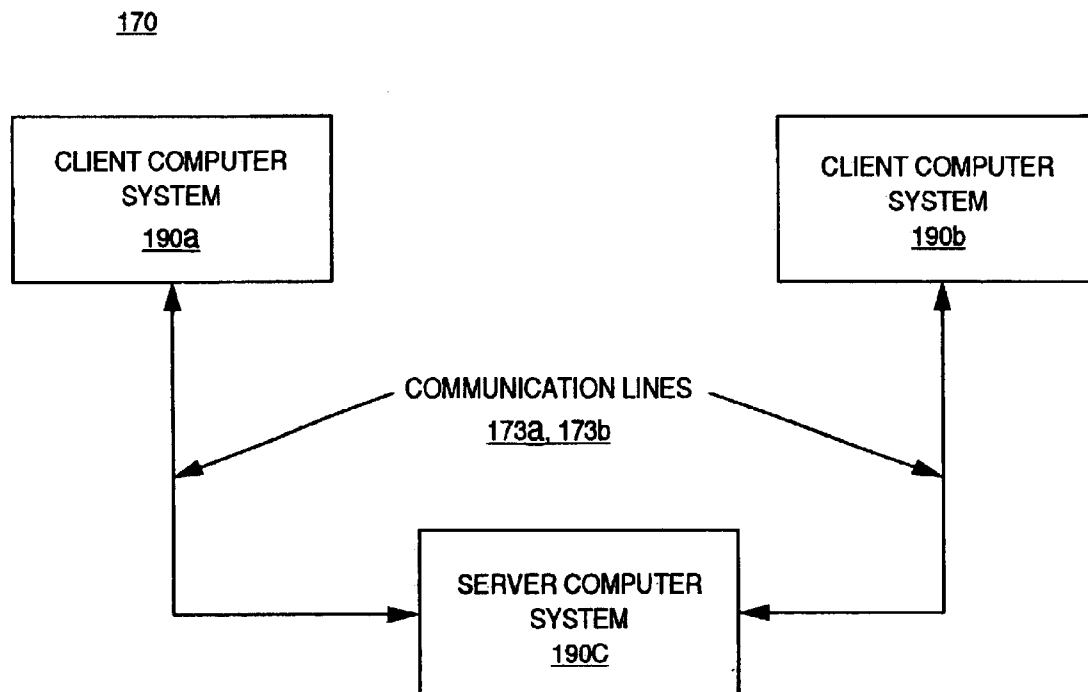 170
CLIENT COMPUTER
SYSTEM
190a
CLIENT COMPUTER
SYSTEM
190b
COMMUNICATION LINES
173a, 173b
SERVER COMPUTER
SYSTEM
190C